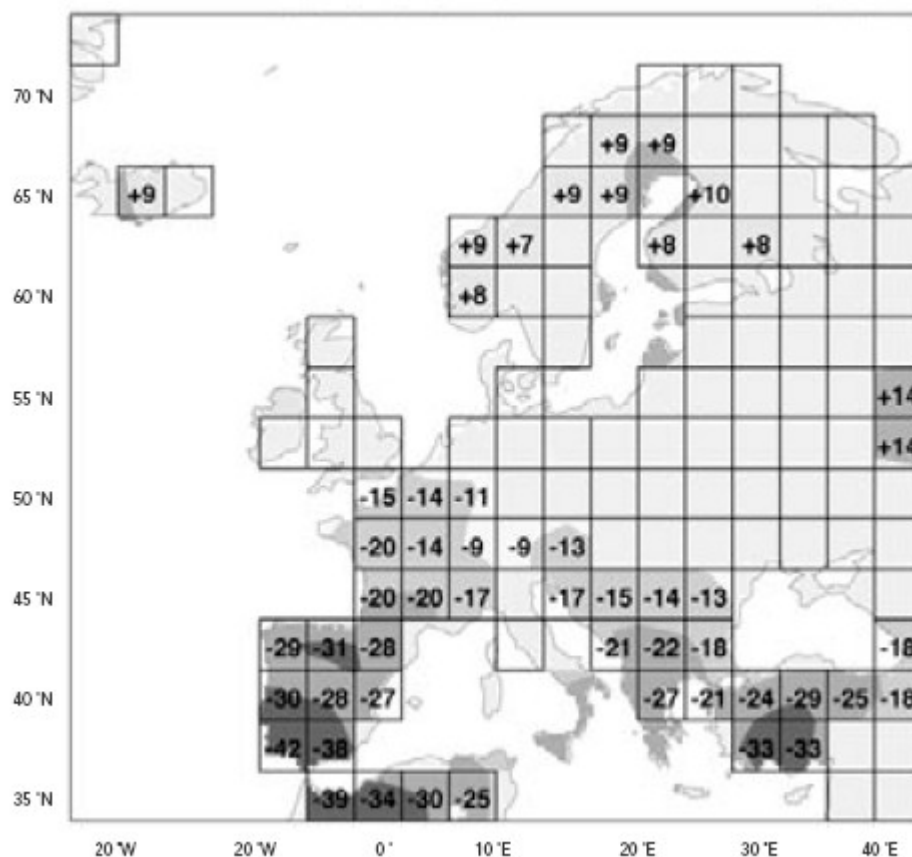 70 °N
+9 +9
+9 +9 +9 +10
65 °N
+9 +7 +8 +8
+8
60 °N
+14
55 °N
+14
-15 -14 -11
50 °N
-20 -14 -9 -9 -13
-20 -20 -17 -17 -15 -14 -13
45 °N
-29 -31 -28 -21 -22 -18 -18
-30 -28 -27 -27 -21 -24 -29 -25 -18
40 °N
-42 -38 -33 -33
-39 -34 -30 -25
35 °N
20 °W 20 °W 0 ° 10 °E 20 °E 30 °E 40 °E